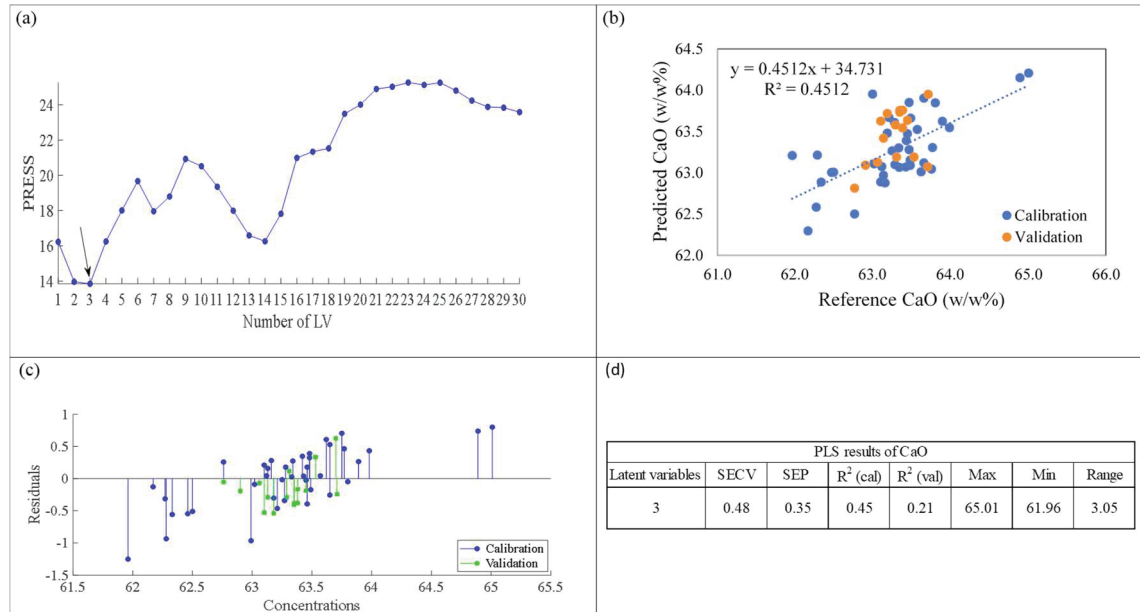 (a)
24
22
20
18
16
14
PRESS
1 2 3 4 5 6 7 8 9 10 11 12 13 14 15 16 17 18 19 20 21 22 23 24 25 26 27 28 29 30
Number of LV
(b)
y = 0.4512x + 34.731
R² = 0.4512
64.5
64.0
63.5
63.0
62.5
62.0
Predicted CaO (w/w%)
Calibration
Validation
61.0 62.0 63.0 64.0 65.0 66.0
Reference CaO (w/w%)
(c)
1
0.5
0
-0.5
-1
-1.5
Residuals
Calibration
Validation
61.5 62 62.5 63 63.5 64 64.5 65 65.5
Concentrations
(d)
PLS results of CaO
Latent variables SECV SEP R² (cal) R² (val) Max Min Range
3 0.48 0.35 0.45 0.21 65.01 61.96 3.05